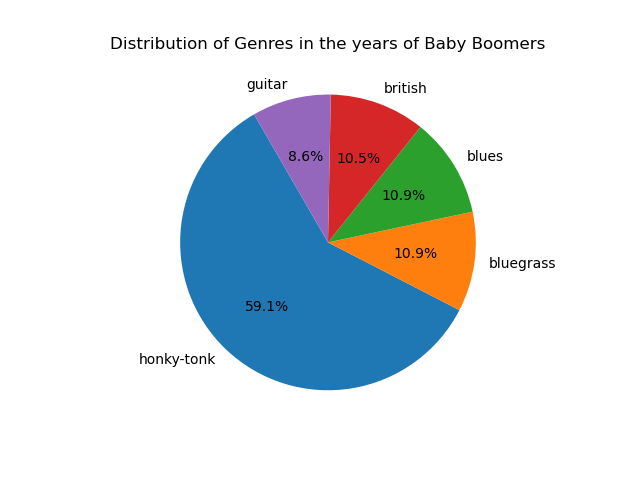 Distribution of Genres in the years of Baby Boomers
guitar
british
blues
bluegrass
honky-tonk
8.6%
10.5%
10.9%
10.9%
59.1%